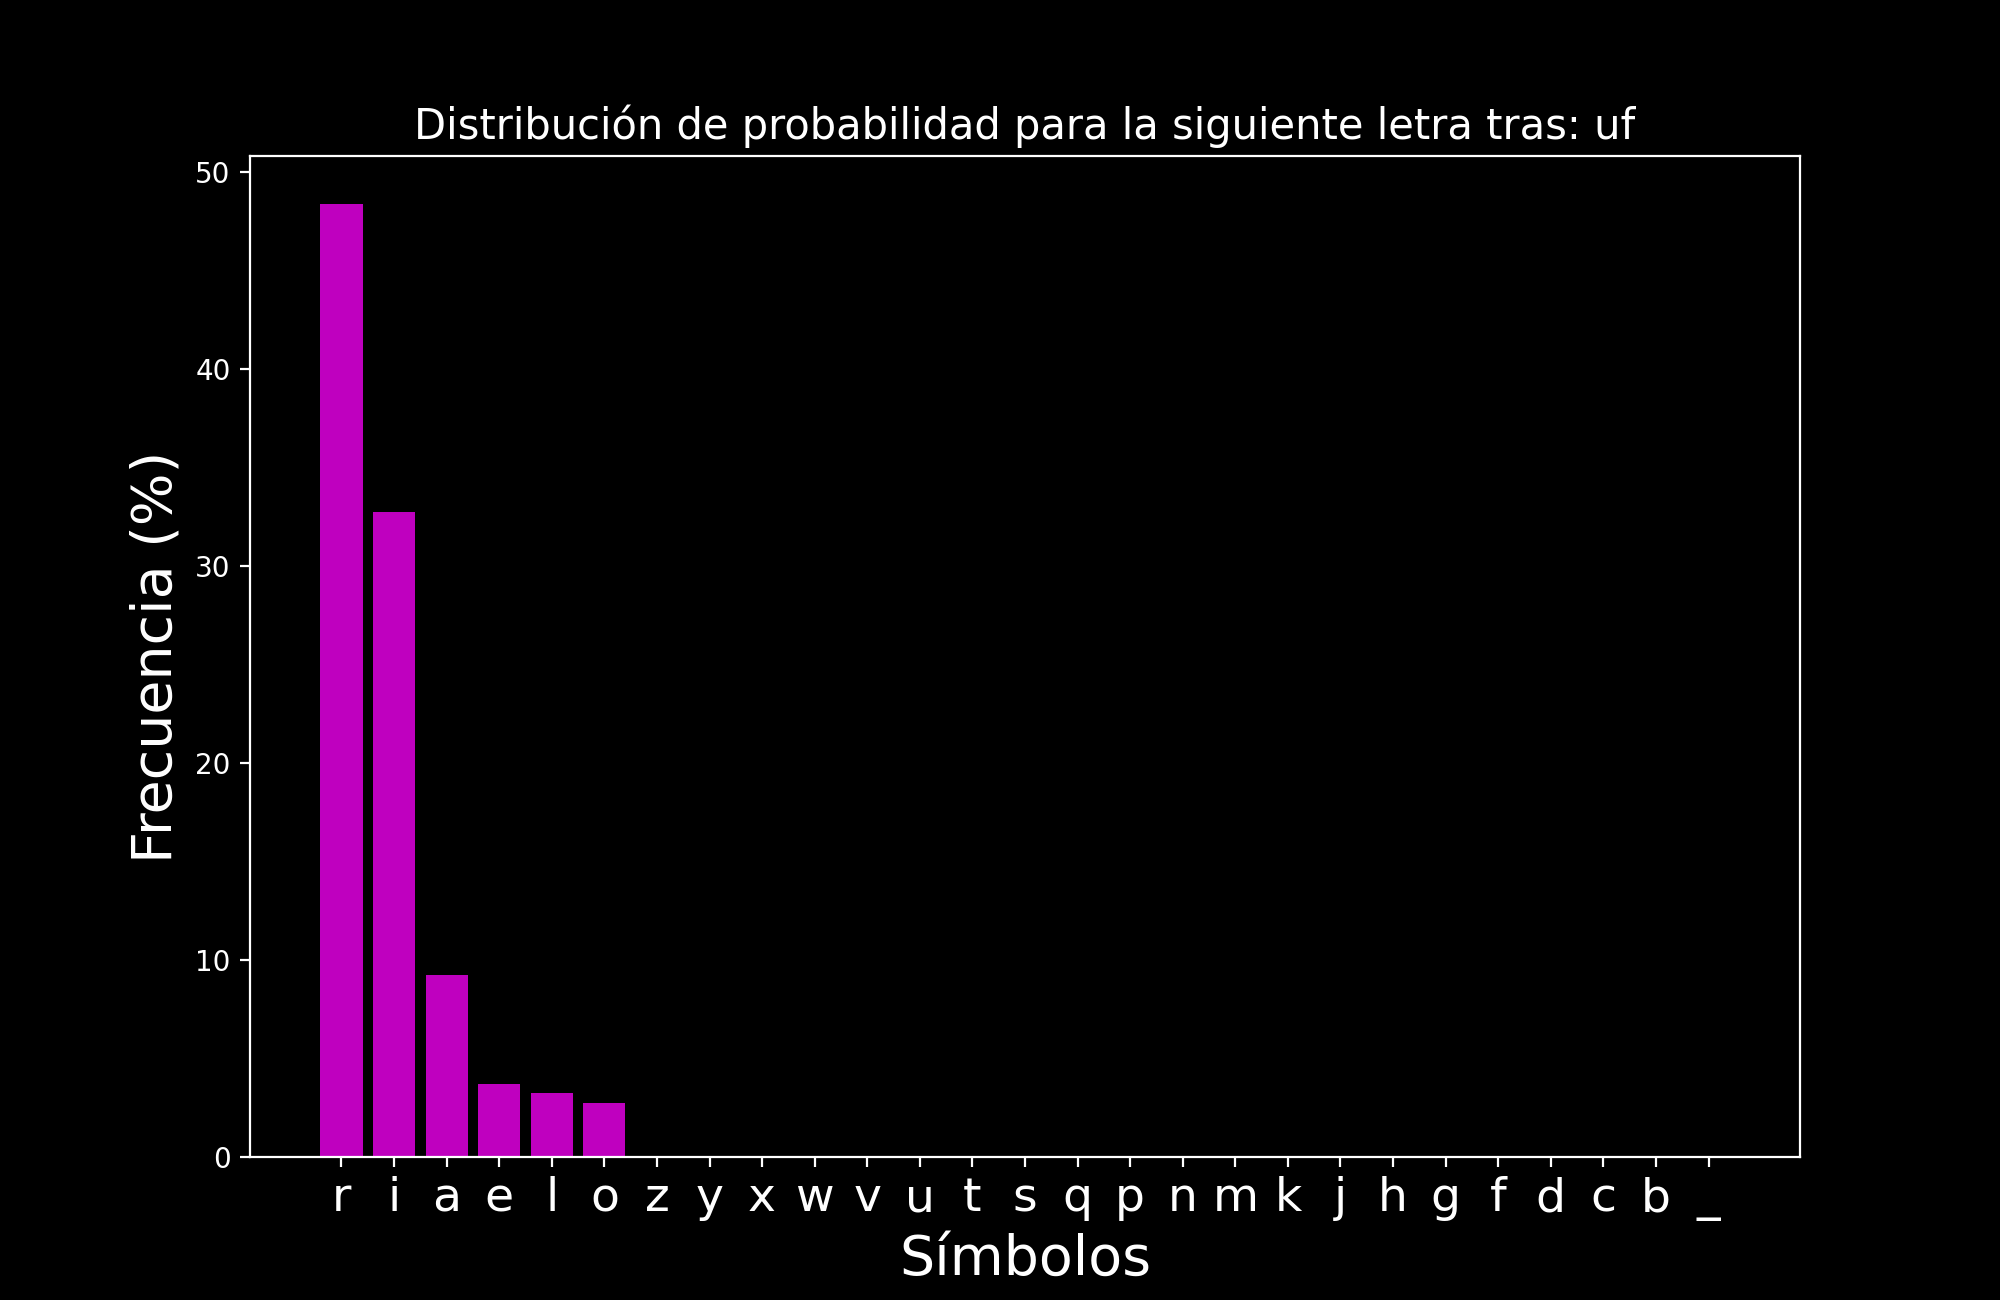 Distribución de probabilidad para la siguiente letra tras: uf
50
40
30
20
10
0
Frecuencia (%)
r i a e l o z y x w v u t s q p n m k j h g f d c b _
Símbolos